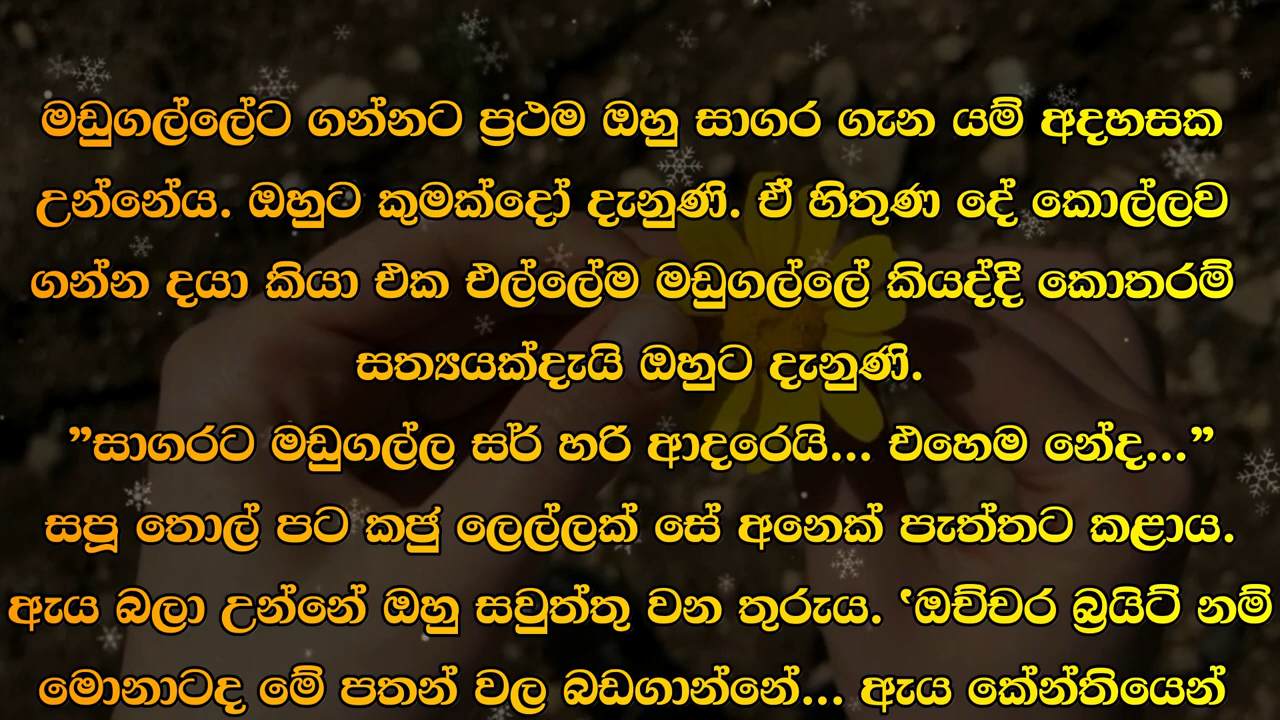 මඩුගල්ලේට ගන්නට ප්‍රථම ඔහු සාගර ගැන යම් අදහසක
උන්නේය. ඔහුට කුමක්දෝ දැනුණි. ඒ හිතුණ දේ කොල්ලව
ගන්න දයා කියා එක එල්ලේම මඩුගල්ලේ කියද්දී කොතරම්
සත්‍යයක්දැයි ඔහුට දැනුණි.
”සාගරට මඩුගල්ල සර් හරි ආදරෙයි... එහෙම නේද...”
සපූ තොල් පට කජු ලෙල්ලක් සේ අනෙක් පැත්තට කළාය.
ඇය බලා උන්නේ ඔහු සවුත්තු වන තුරුය. ‛ඔච්චර බ්‍රයිට් නම්
මොනාටද මේ පතන් වල බඩගාන්නේ... ඇය කේන්තියෙන්